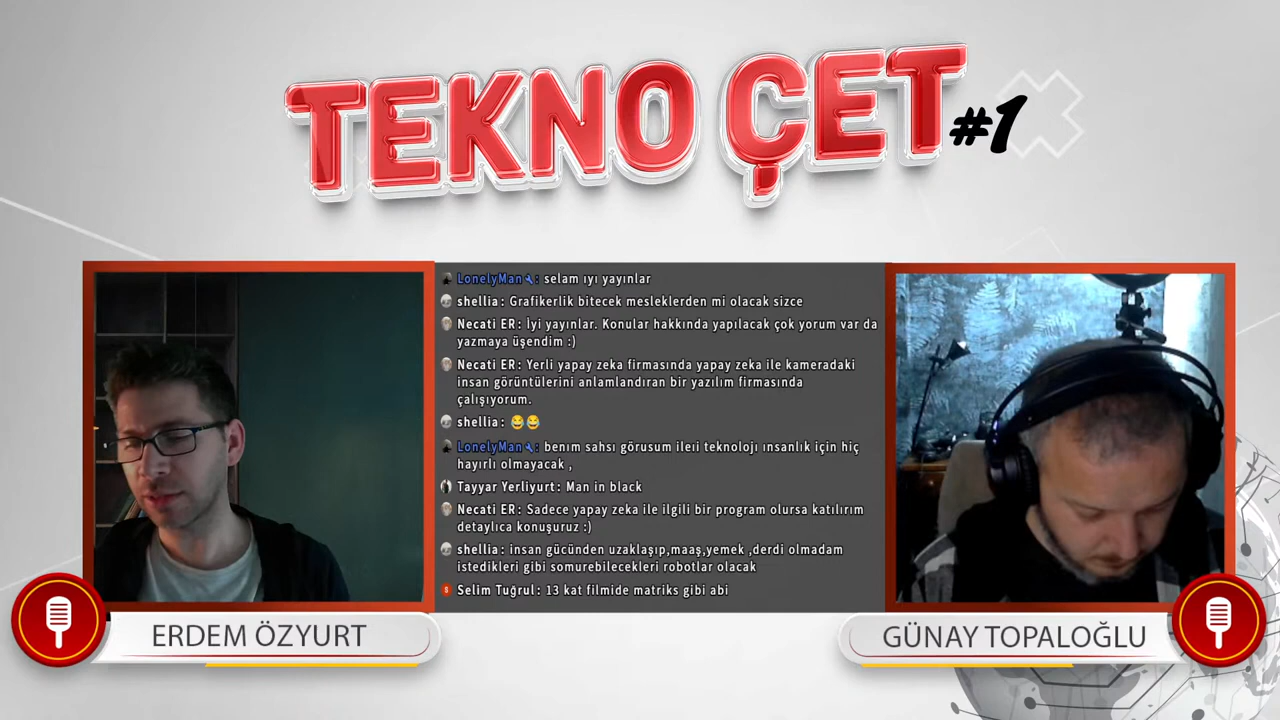 TEKNO ÇET
#1
LonelyMan: selam ıyı yayınlar
shellia: Grafikerlik bitecek mesleklerden mi olacak sizce
Necati ER: İyi yayınlar. Konular hakkında yapılacak çok yorum var da
yazmaya üşendim :)
Necati ER: Yerli yapay zeka firmasında yapay zeka ile kameradaki
insan görüntülerini anlamlandıran bir yazılım firmasında
çalışıyorum.
shellia: 😂😂
LonelyMan: benım sahsı görusum ileıi teknolojı ınsanlık için hiç
hayırlı olmayacak ,
Tayyar Yerliyurt: Man in black
Necati ER: Sadece yapay zeka ile ilgili bir program olursa katılırım
detaylıca konuşuruz :)
shellia: insan gücünden uzaklaşıp,maaş,yemek ,derdi olmadam
istedikleri gibi somurebilecekleri robotlar olacak
Selim Tuğrul: 13 kat filmide matriks gibi abi
ERDEM ÖZYURT
GÜNAY TOPALOĞLU